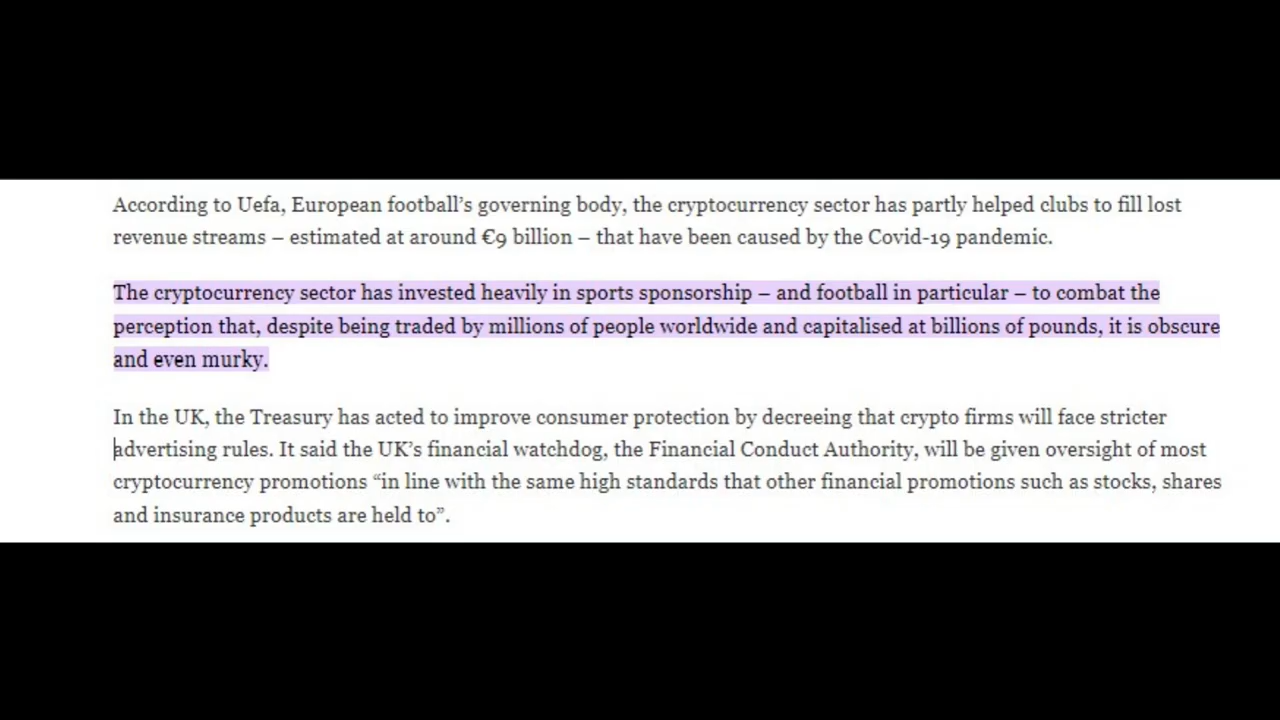 According to Uefa, European football’s governing body, the cryptocurrency sector has partly helped clubs to fill lost
revenue streams – estimated at around €9 billion – that have been caused by the Covid-19 pandemic.
The cryptocurrency sector has invested heavily in sports sponsorship – and football in particular – to combat the
perception that, despite being traded by millions of people worldwide and capitalised at billions of pounds, it is obscure
and even murky.
In the UK, the Treasury has acted to improve consumer protection by decreeing that crypto firms will face stricter
advertising rules. It said the UK’s financial watchdog, the Financial Conduct Authority, will be given oversight of most
cryptocurrency promotions “in line with the same high standards that other financial promotions such as stocks, shares
and insurance products are held to”.